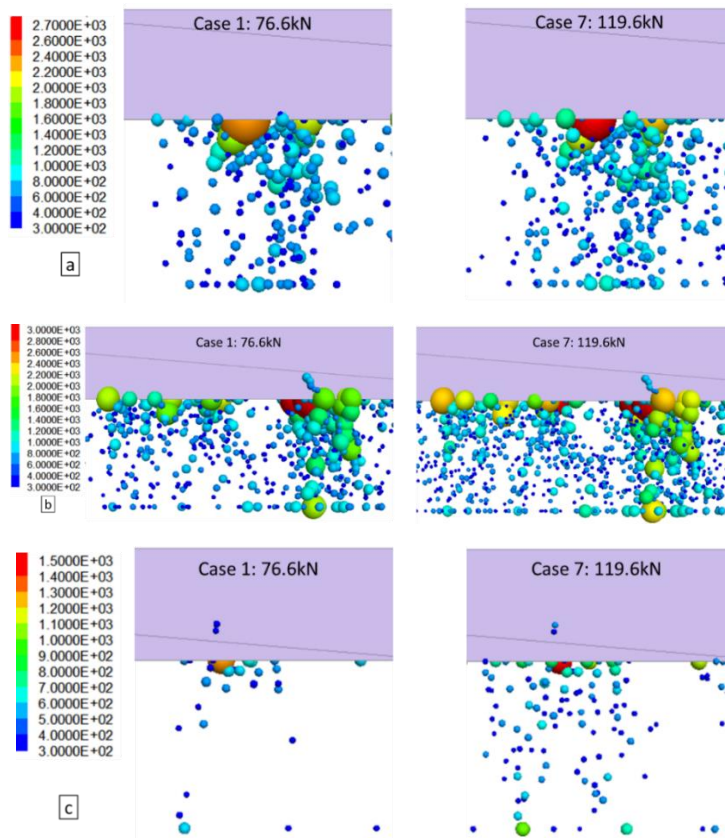 2.7000E+03
2.6000E+03
2.4000E+03
2.2000E+03
2.0000E+03
1.8000E+03
1.6000E+03
1.4000E+03
1.2000E+03
1.0000E+03
8.0000E+02
6.0000E+02
4.0000E+02
3.0000E+02
a
Case 1: 76.6kN
Case 7: 119.6kN
3.0000E+03
2.8000E+03
2.6000E+03
2.4000E+03
2.2000E+03
2.0000E+03
1.8000E+03
1.6000E+03
1.4000E+03
1.2000E+03
1.0000E+03
8.0000E+02
6.0000E+02
4.0000E+02
3.0000E+02
b
Case 1: 76.6kN
Case 7: 119.6kN
1.5000E+03
1.4000E+03
1.3000E+03
1.2000E+03
1.1000E+03
1.0000E+03
9.0000E+02
8.0000E+02
7.0000E+02
6.0000E+02
5.0000E+02
4.0000E+02
3.0000E+02
c
Case 1: 76.6kN
Case 7: 119.6kN